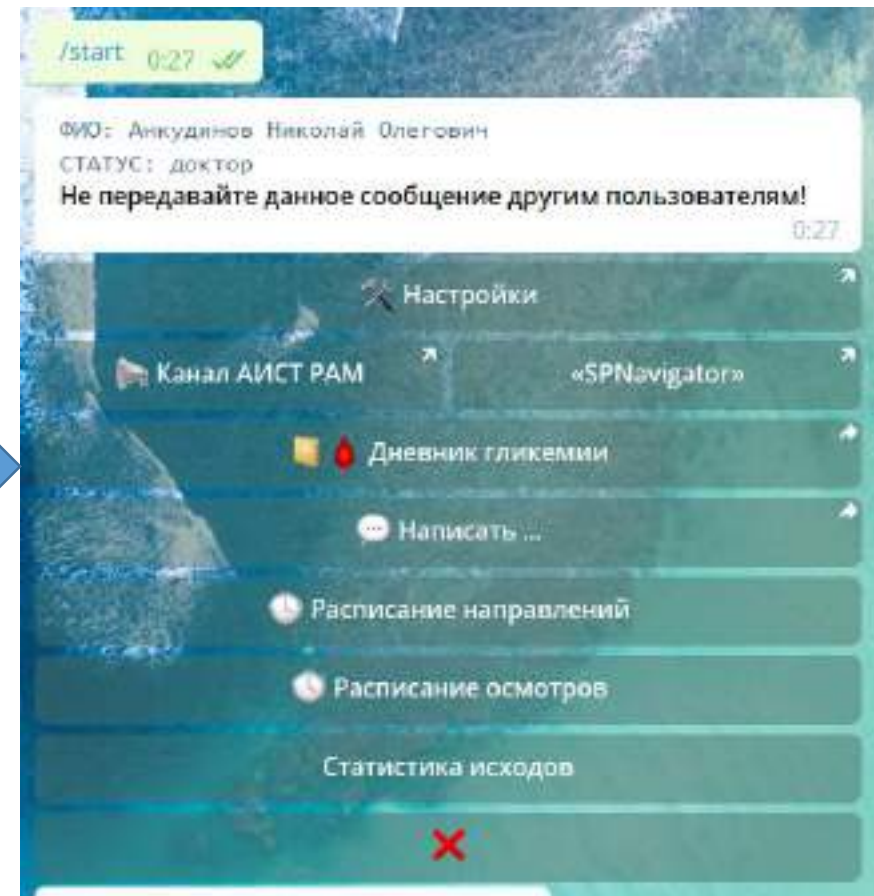 /start 0:27
ФИО: Анкудинов Николай Олегович
СТАТУС: доктор
Не передавайте данное сообщение другим пользователям!
0:27
Настройки
Канал АИСТ РАМ «SPNavigator»
Дневник гликемии
Написать ...
Расписание направлений
Расписание осмотров
Статистика исходов